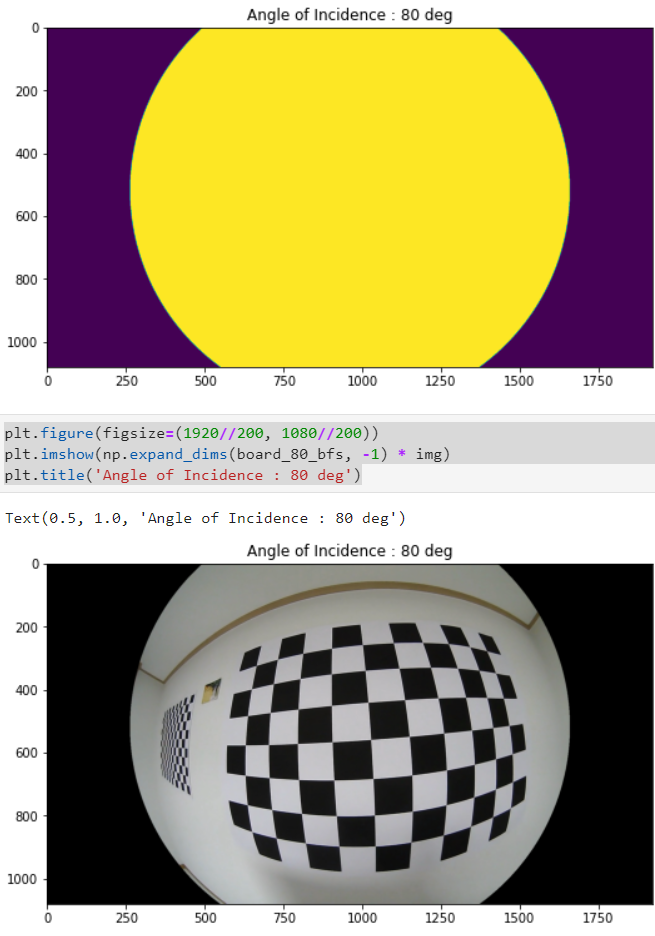 Angle of Incidence : 80 deg
0
200
400
600
800
1000
0 250 500 750 1000 1250 1500 1750
plt.figure(figsize=(1920//200, 1080//200))
plt.imshow(np.expand_dims(board_80_bfs, -1) * img)
plt.title('Angle of Incidence : 80 deg')
Text(0.5, 1.0, 'Angle of Incidence : 80 deg')
Angle of Incidence : 80 deg
0
200
400
600
800
1000
0 250 500 750 1000 1250 1500 1750